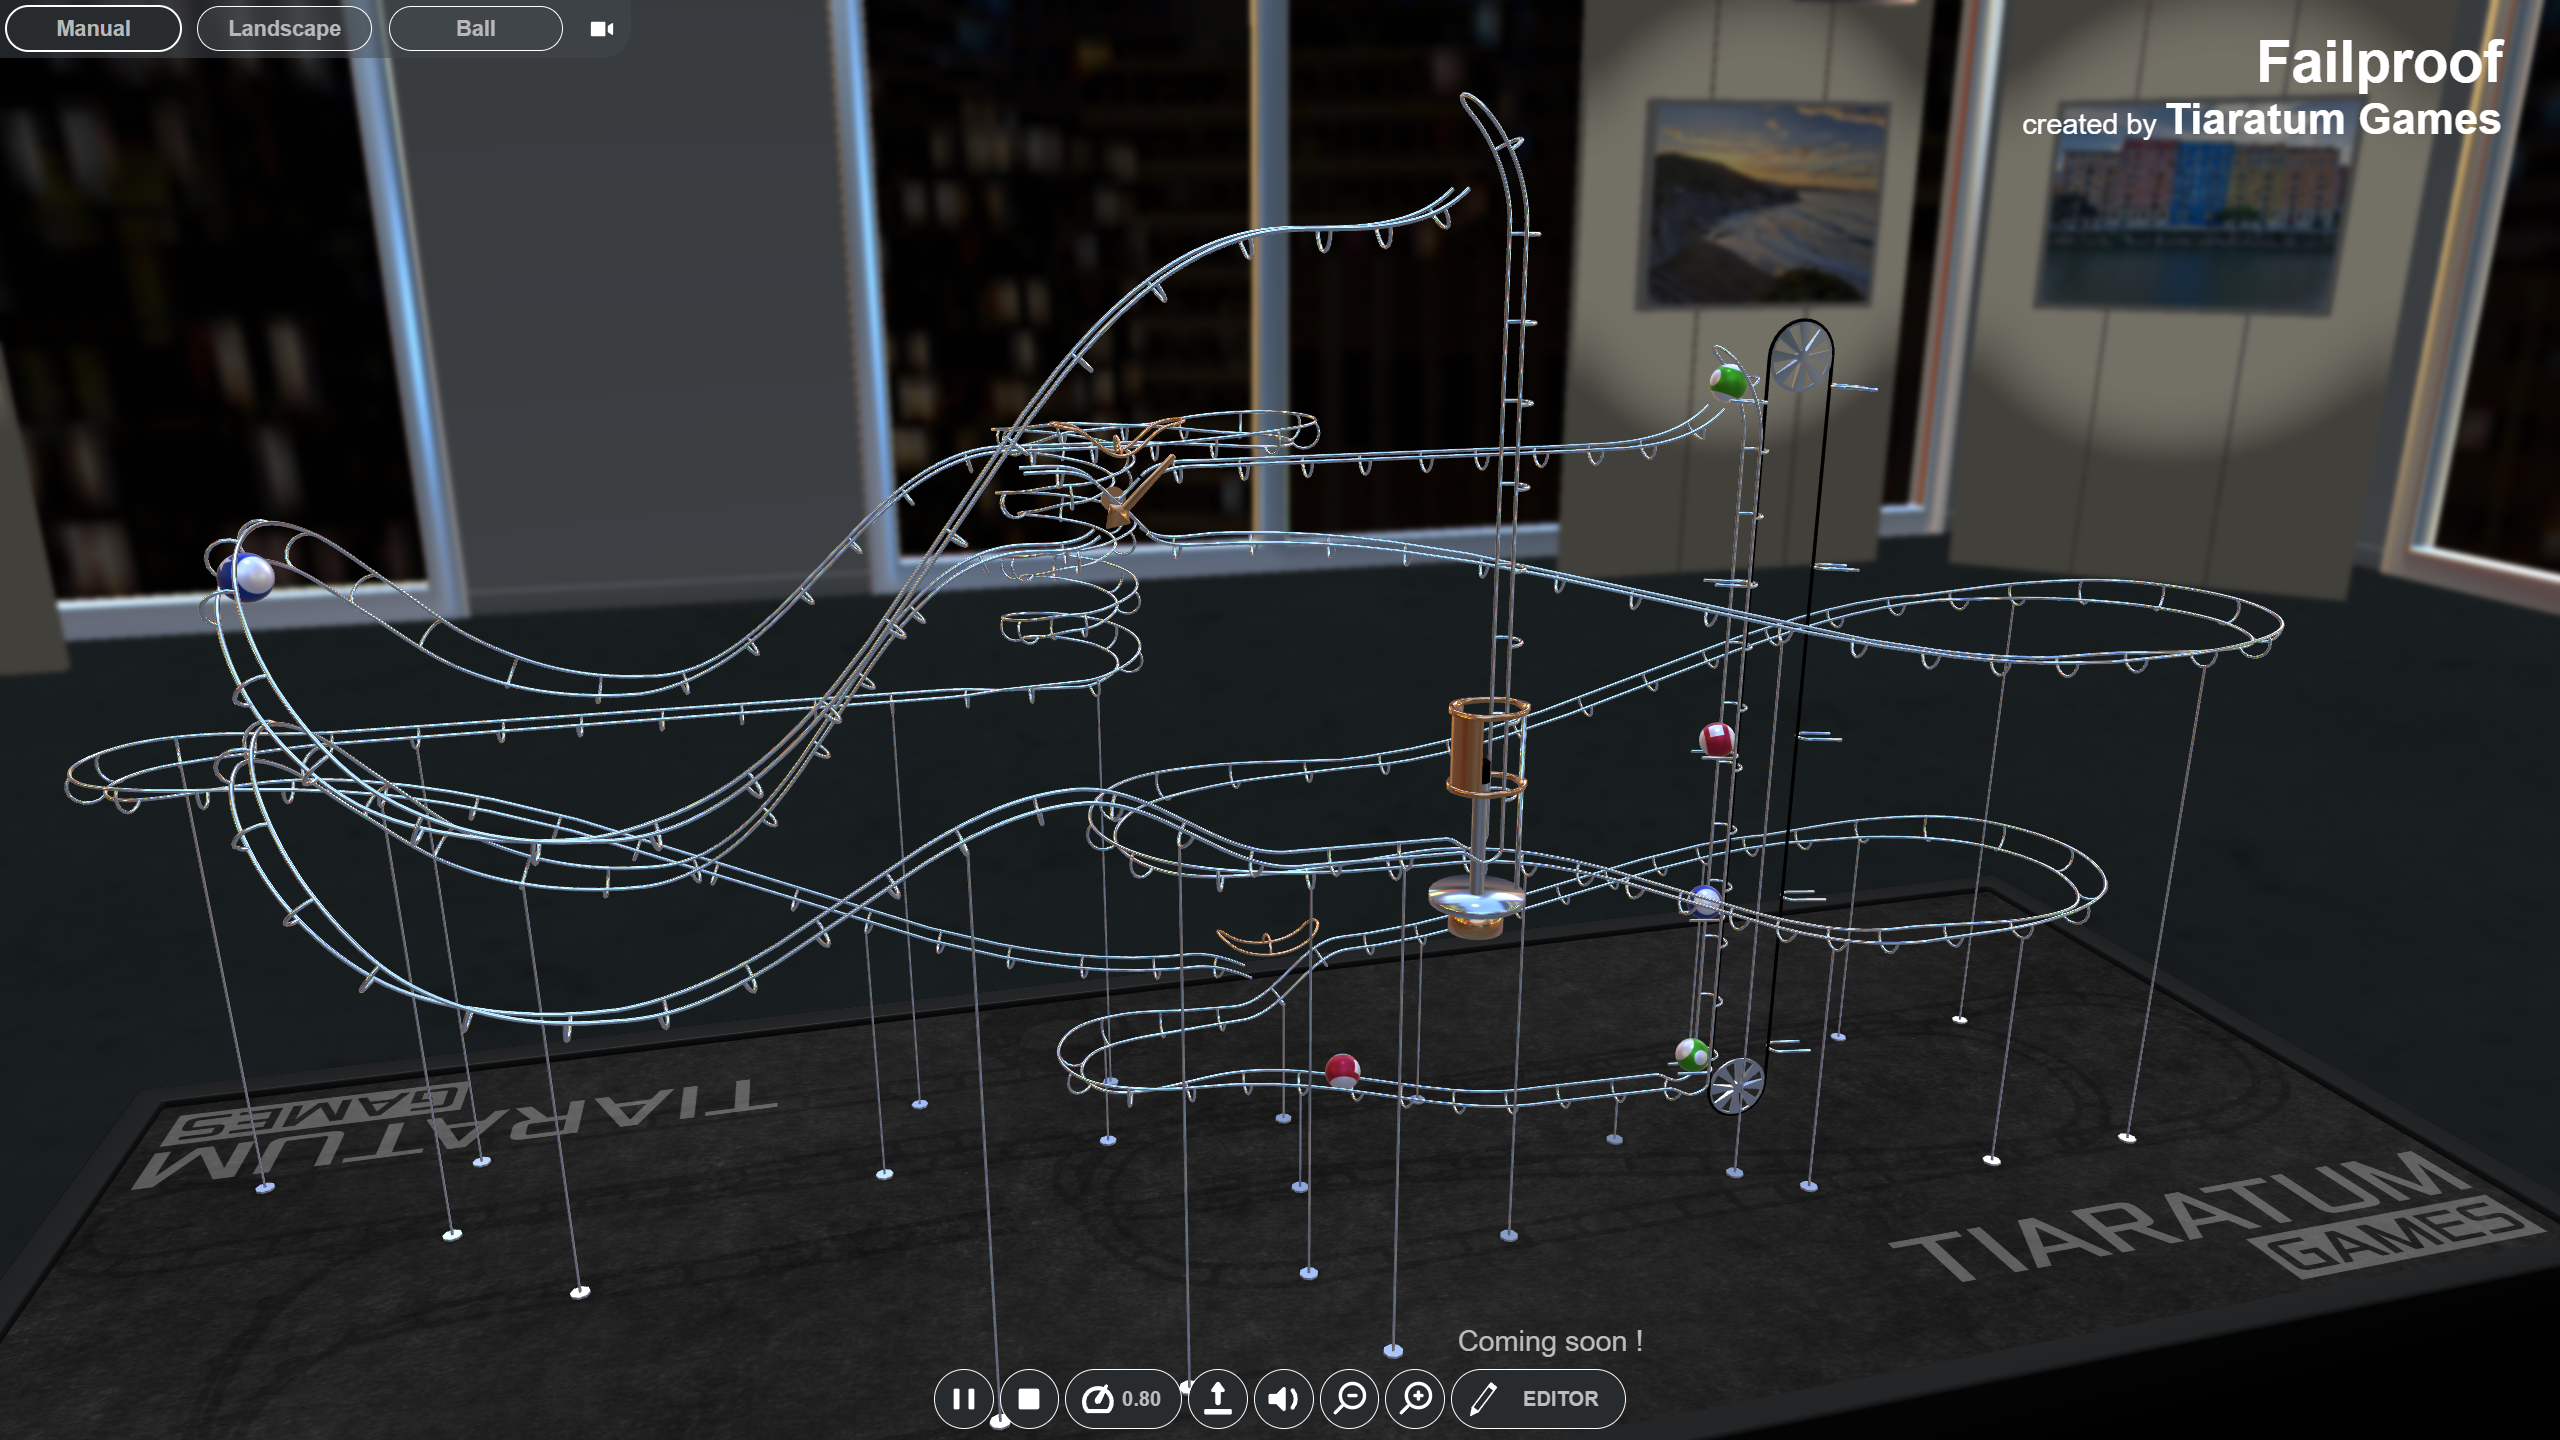 Manual
Landscape
Ball
Failproof
created by Tiaratum Games
TIARATUM
GAMES
TIARATUM
GAMES
Coming soon !
0.80
EDITOR